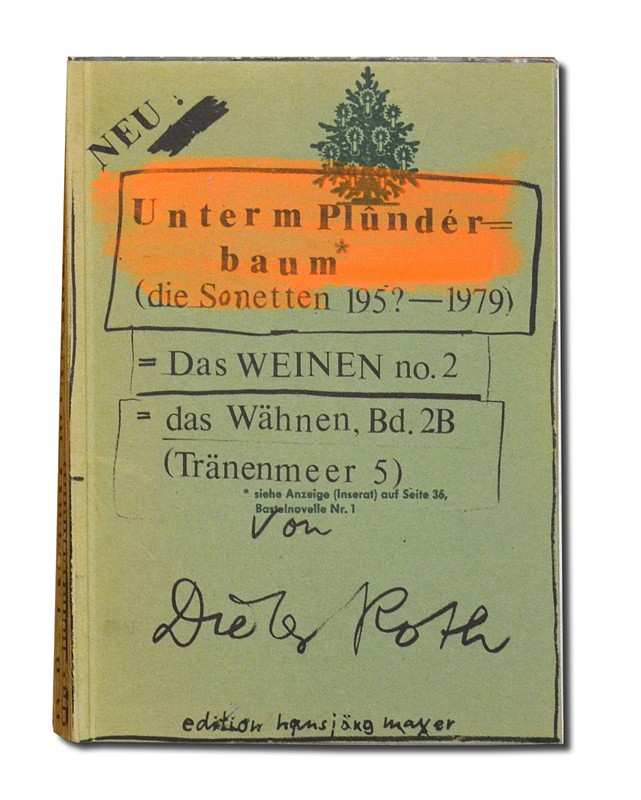 NEU!
Unterm Plûndér=
baum*
(die Sonetten 195?—1979)
= Das WEINEN no. 2
= das Wähnen, Bd. 2B
(Tränenmeer 5)
* siehe Anzeige (Inserat) auf Seite 36,
Bastelnovelle Nr. 1
Von
Dieter Roth
edition hansjörg mayer